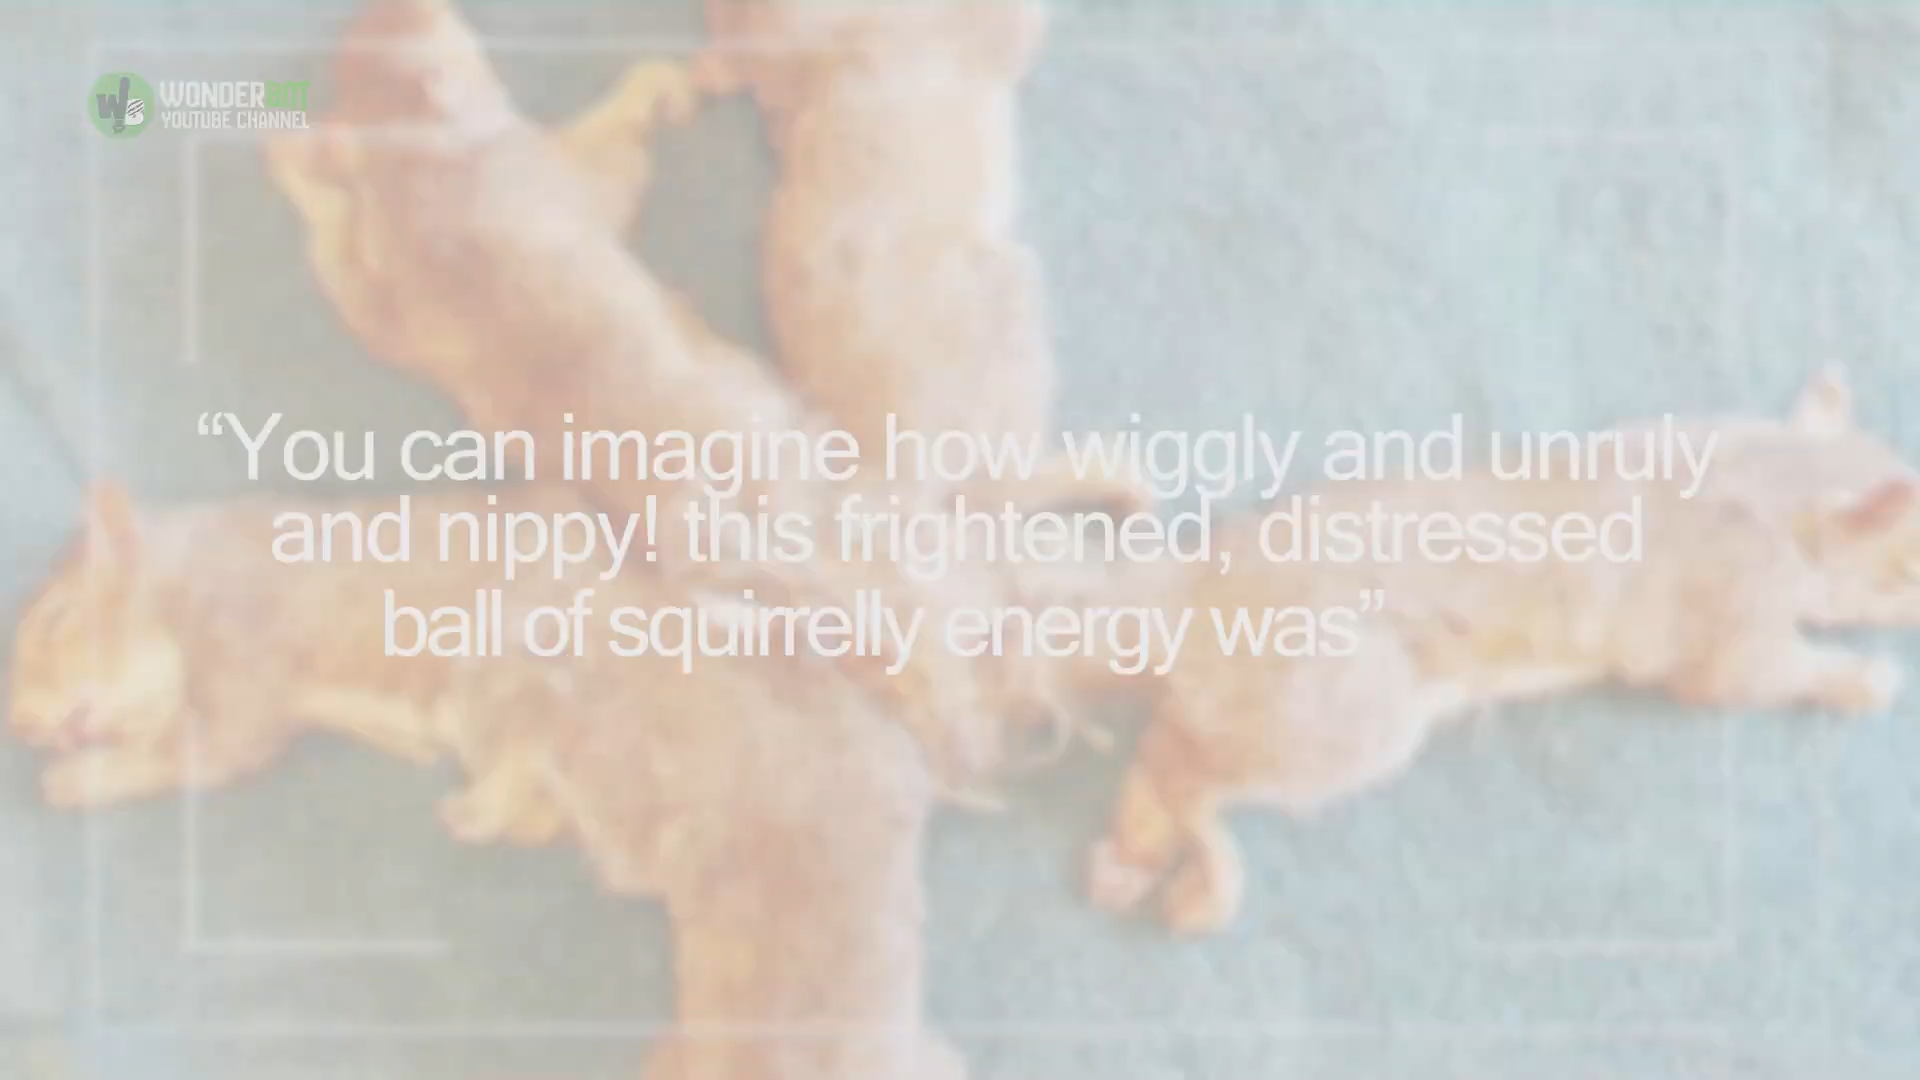 WONDERBOT
YOUTUBE CHANNEL
“You can imagine how wiggly and unruly
and nippy! this frightened, distressed
ball of squirrelly energy was”